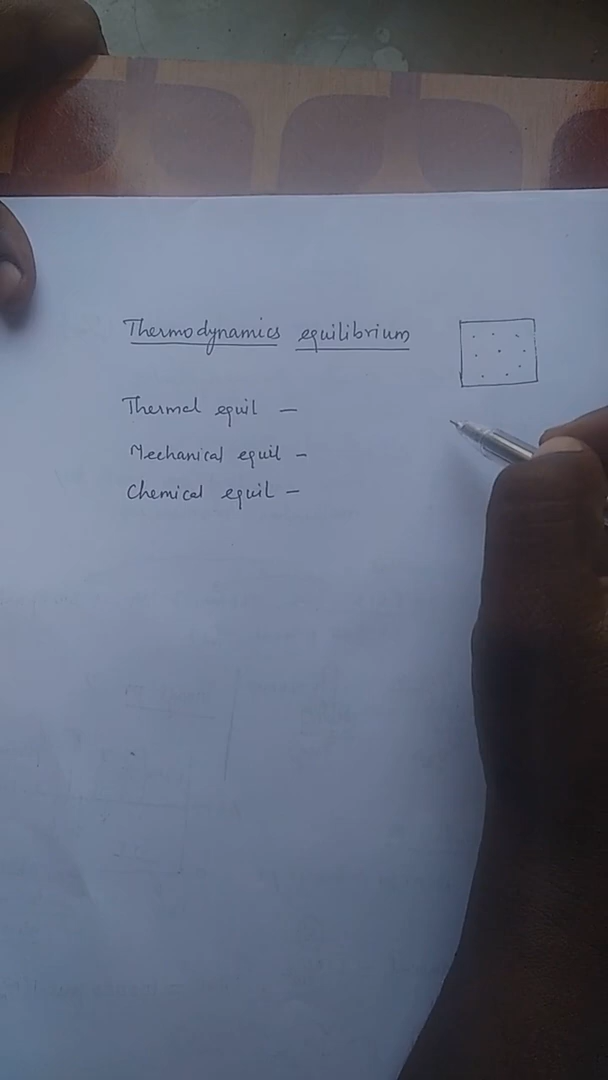 Thermodynamics equilibrium
Thermal equil —
Mechanical equil -
Chemical equil -